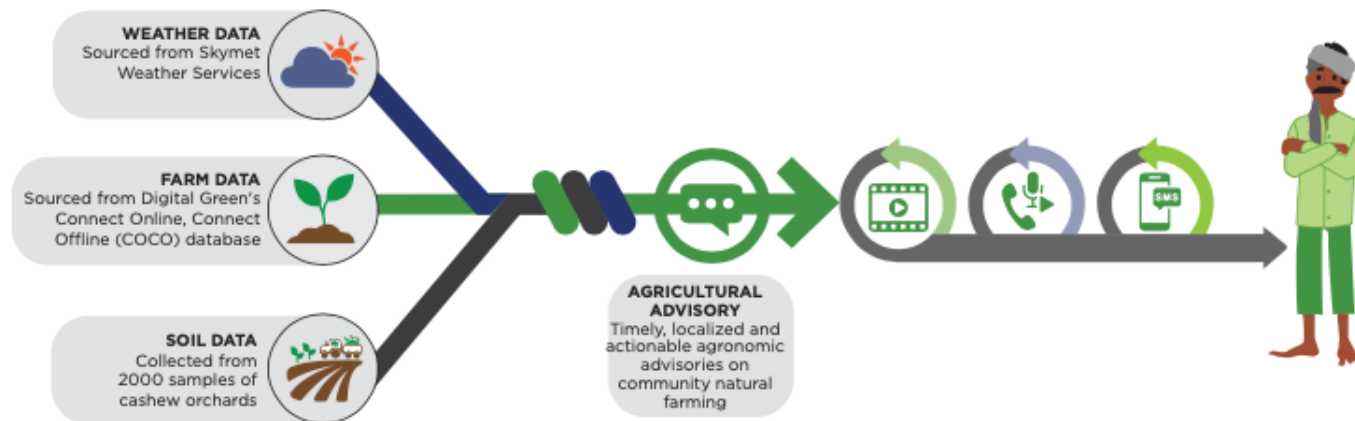 WEATHER DATA
Sourced from Skymet
Weather Services
FARM DATA
Sourced from Digital Green's
Connect Online, Connect
Offline (COCO) database
SOIL DATA
Collected from
2000 samples of
cashew orchards
AGRICULTURAL
ADVISORY
Timely, localized and
actionable agronomic
advisories on
community natural
farming
SMS